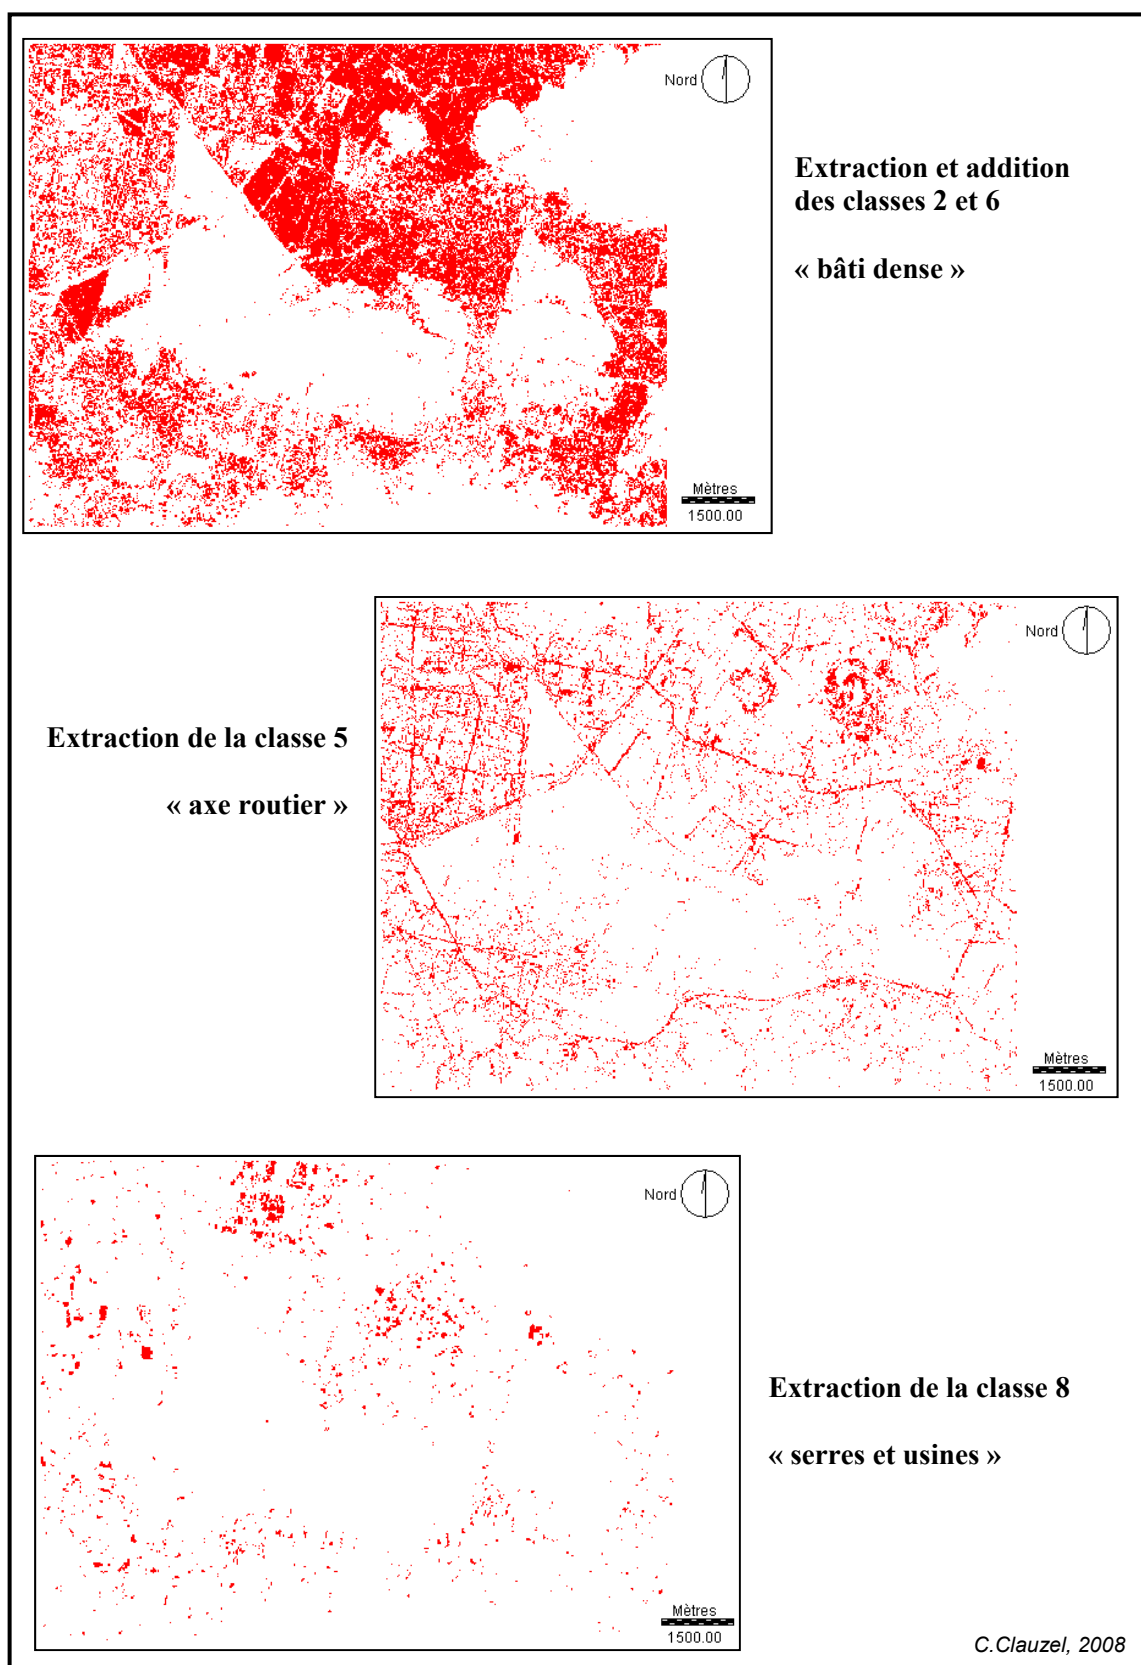 Nord
Extraction et addition
des classes 2 et 6
« bâti dense »
Mètres
1500.00
Nord
Extraction de la classe 5
« axe routier »
Mètres
1500.00
Nord
Extraction de la classe 8
« serres et usines »
Mètres
1500.00
C.Clauzel, 2008